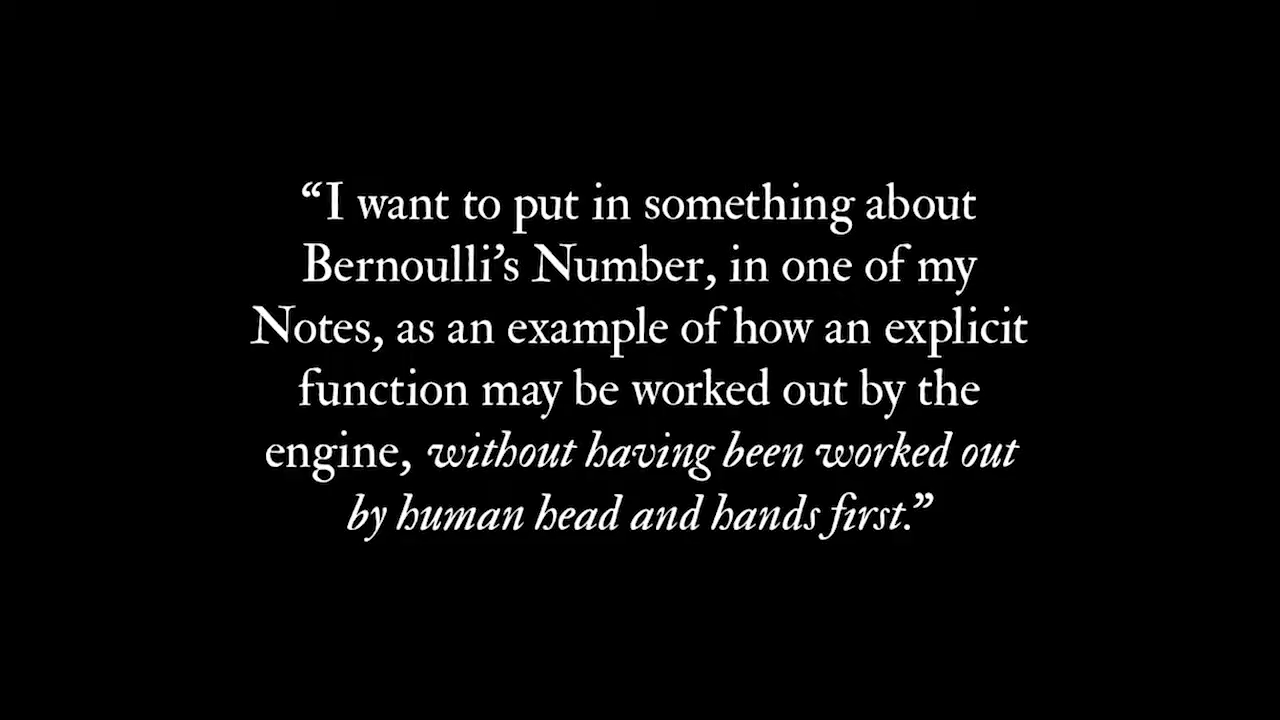 “I want to put in something about
Bernoulli’s Number, in one of my
Notes, as an example of how an explicit
function may be worked out by the
engine, without having been worked out
by human head and hands first.”